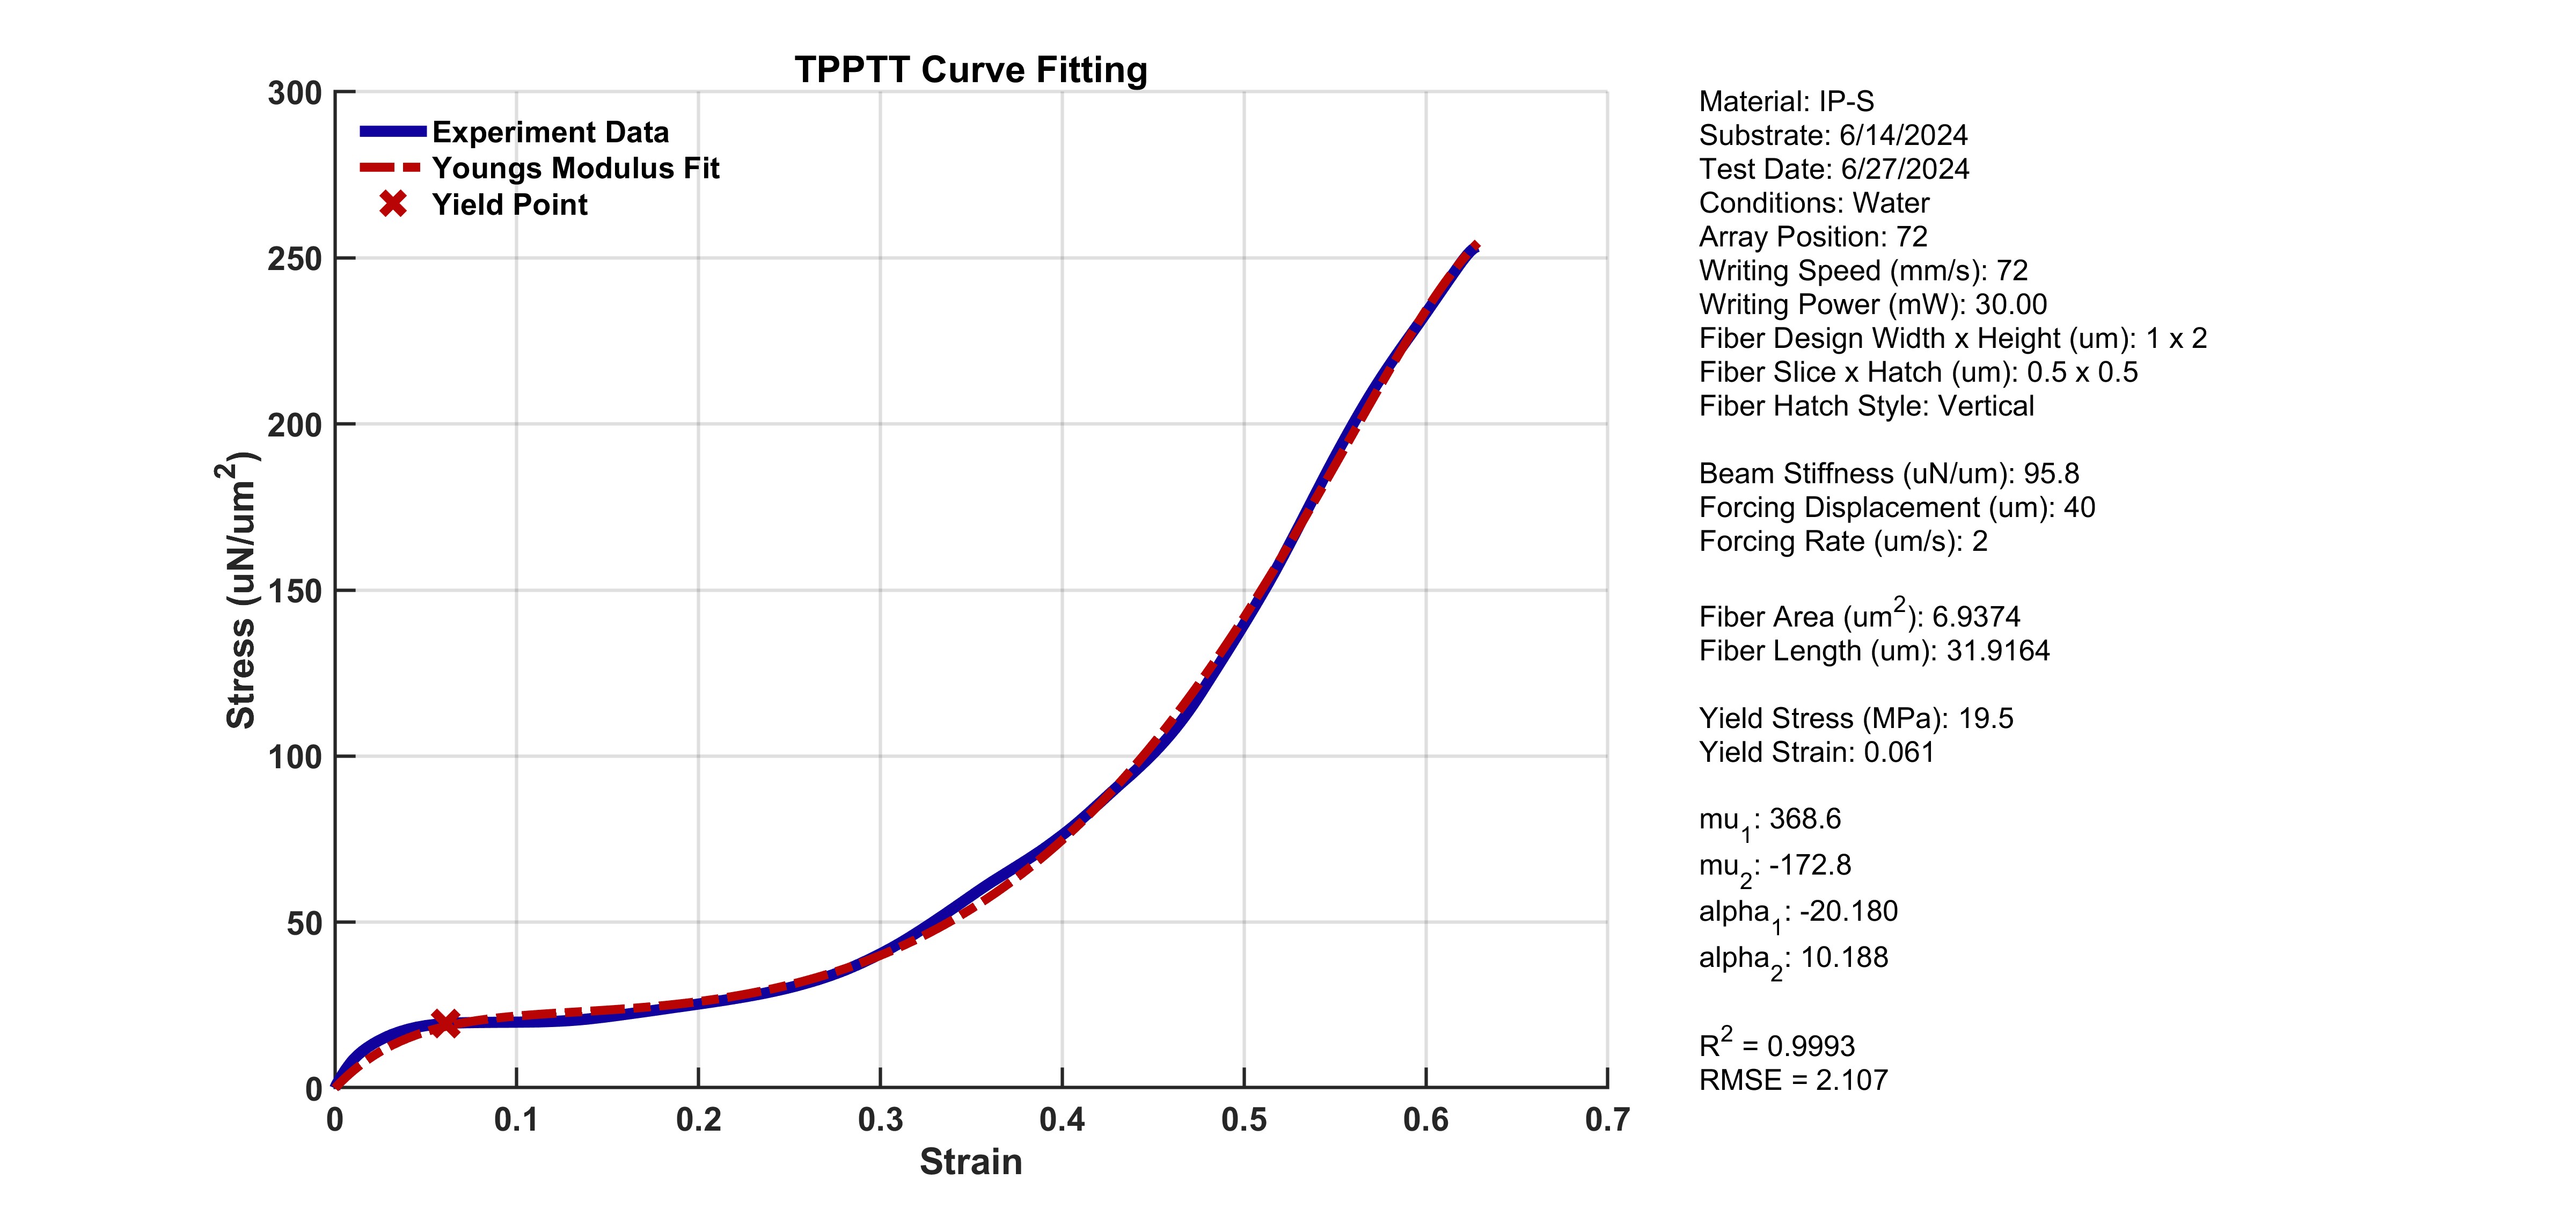 TPPTT Curve Fitting
300
250
200
150
100
50
0
Stress (uN/um²)
Experiment Data
Youngs Modulus Fit
Yield Point
0 0.1 0.2 0.3 0.4 0.5 0.6 0.7
Strain
Material: IP-S
Substrate: 6/14/2024
Test Date: 6/27/2024
Conditions: Water
Array Position: 72
Writing Speed (mm/s): 72
Writing Power (mW): 30.00
Fiber Design Width x Height (um): 1 x 2
Fiber Slice x Hatch (um): 0.5 x 0.5
Fiber Hatch Style: Vertical
Beam Stiffness (uN/um): 95.8
Forcing Displacement (um): 40
Forcing Rate (um/s): 2
Fiber Area (um²): 6.9374
Fiber Length (um): 31.9164
Yield Stress (MPa): 19.5
Yield Strain: 0.061
mu₁: 368.6
mu₂: -172.8
alpha₁: -20.180
alpha₂: 10.188
R² = 0.9993
RMSE = 2.107